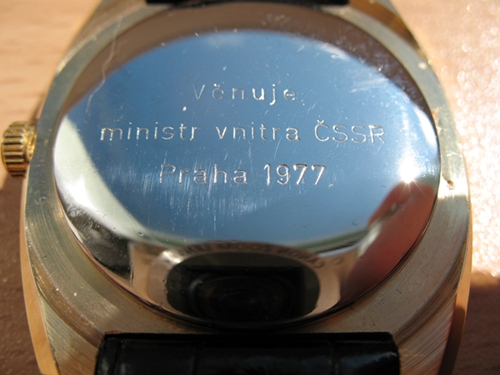 Věnuje
ministr vnitra ČSSR
Praha 1977